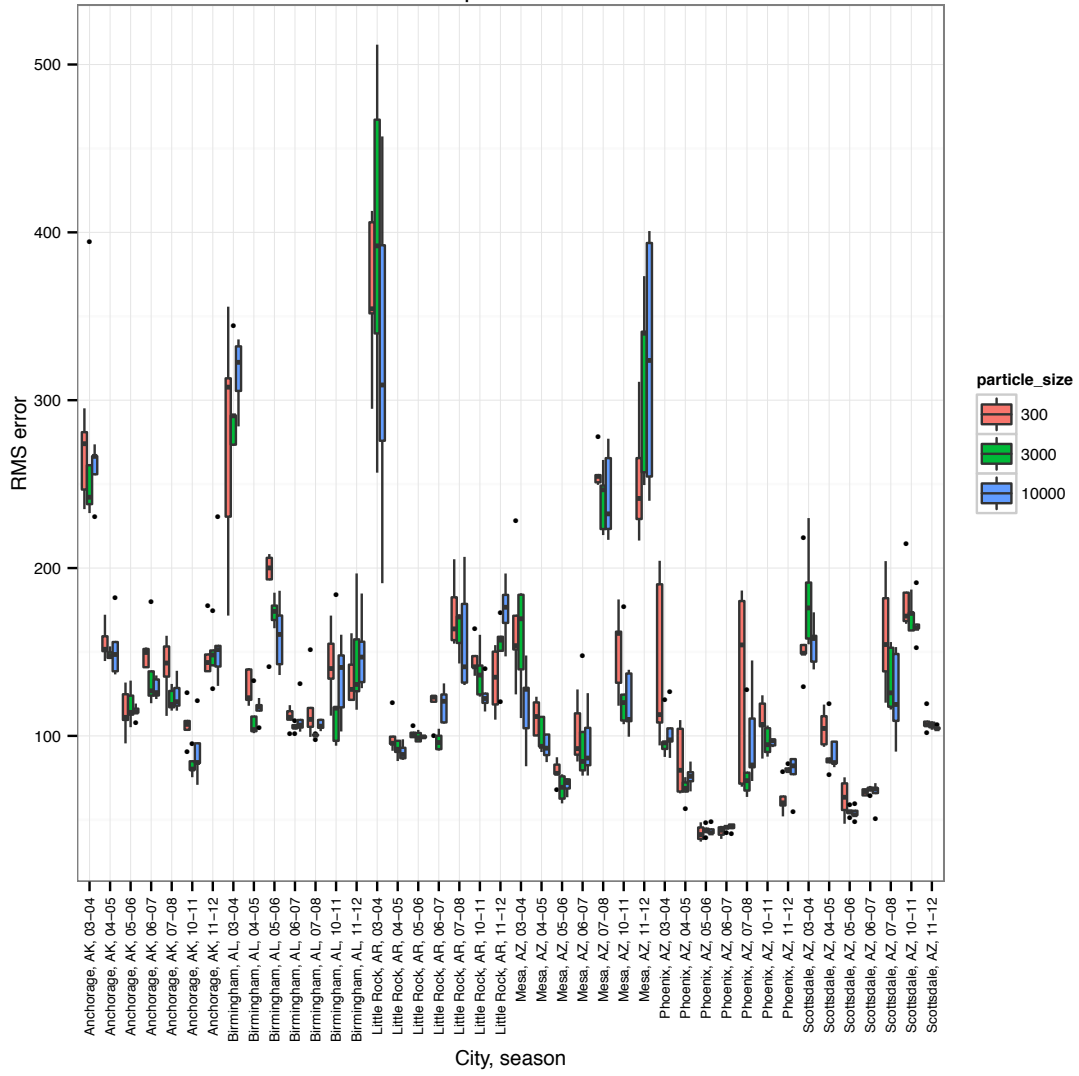 500
400
300
200
100
RMS error
Anchorage, AK, 03−04
Anchorage, AK, 04−05
Anchorage, AK, 05−06
Anchorage, AK, 06−07
Anchorage, AK, 07−08
Anchorage, AK, 10−11
Anchorage, AK, 11−12
Birmingham, AL, 03−04
Birmingham, AL, 04−05
Birmingham, AL, 05−06
Birmingham, AL, 06−07
Birmingham, AL, 07−08
Birmingham, AL, 10−11
Birmingham, AL, 11−12
Little Rock, AR, 03−04
Little Rock, AR, 04−05
Little Rock, AR, 05−06
Little Rock, AR, 06−07
Little Rock, AR, 07−08
Little Rock, AR, 10−11
Little Rock, AR, 11−12
Mesa, AZ, 03−04
Mesa, AZ, 04−05
Mesa, AZ, 05−06
Mesa, AZ, 06−07
Mesa, AZ, 07−08
Mesa, AZ, 10−11
Mesa, AZ, 11−12
Phoenix, AZ, 03−04
Phoenix, AZ, 04−05
Phoenix, AZ, 05−06
Phoenix, AZ, 06−07
Phoenix, AZ, 07−08
Phoenix, AZ, 10−11
Phoenix, AZ, 11−12
Scottsdale, AZ, 03−04
Scottsdale, AZ, 04−05
Scottsdale, AZ, 05−06
Scottsdale, AZ, 06−07
Scottsdale, AZ, 07−08
Scottsdale, AZ, 10−11
Scottsdale, AZ, 11−12
City, season
particle_size
300
3000
10000